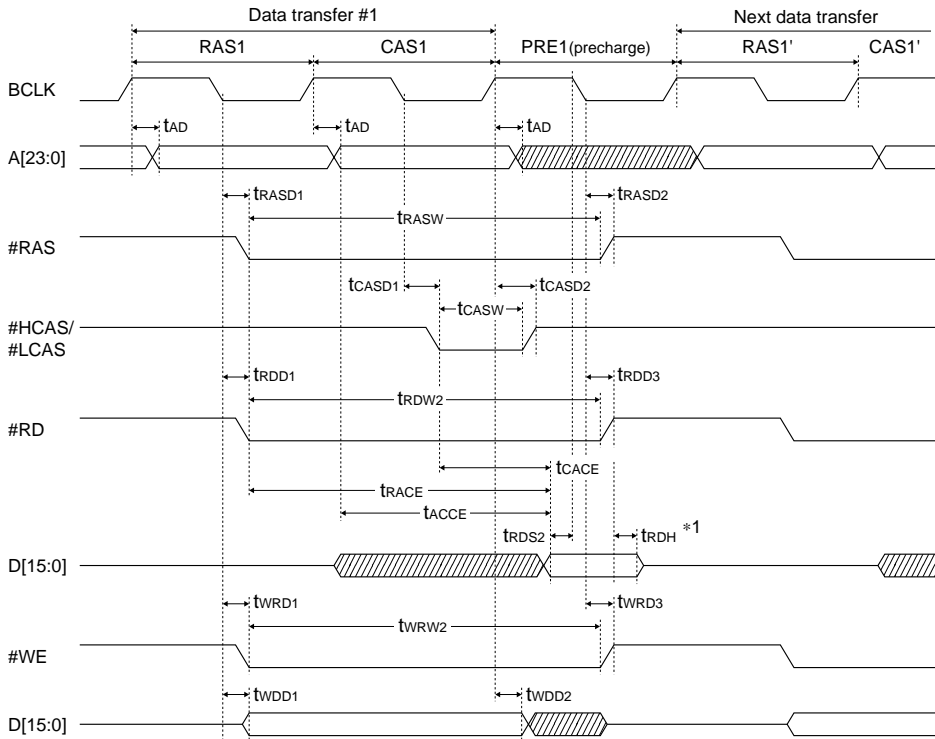 Data transfer #1
Next data transfer
RAS1
CAS1
PRE1(precharge)
RAS1'
CAS1'
BCLK
tAD
tAD
tAD
A[23:0]
tRASD1
tRASD2
tRASW
#RAS
tCASD1
tCASD2
tCASW
#HCAS/
#LCAS
tRDD1
tRDD3
tRDW2
#RD
tCACE
tRACE
tACCE
tRDS2
tRDH *1
D[15:0]
tWRD1
tWRD3
tWRW2
#WE
tWDD1
tWDD2
D[15:0]